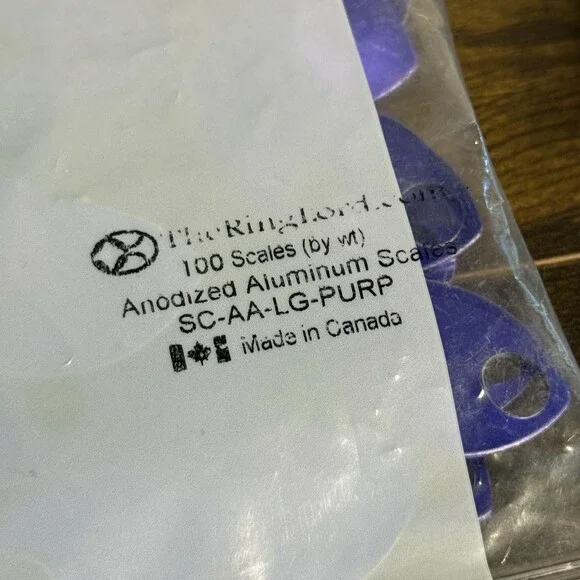 TheRingLord.com
100 Scales (by wt)
Anodized Aluminum Scales
SC-AA-LG-PURP
Made in Canada